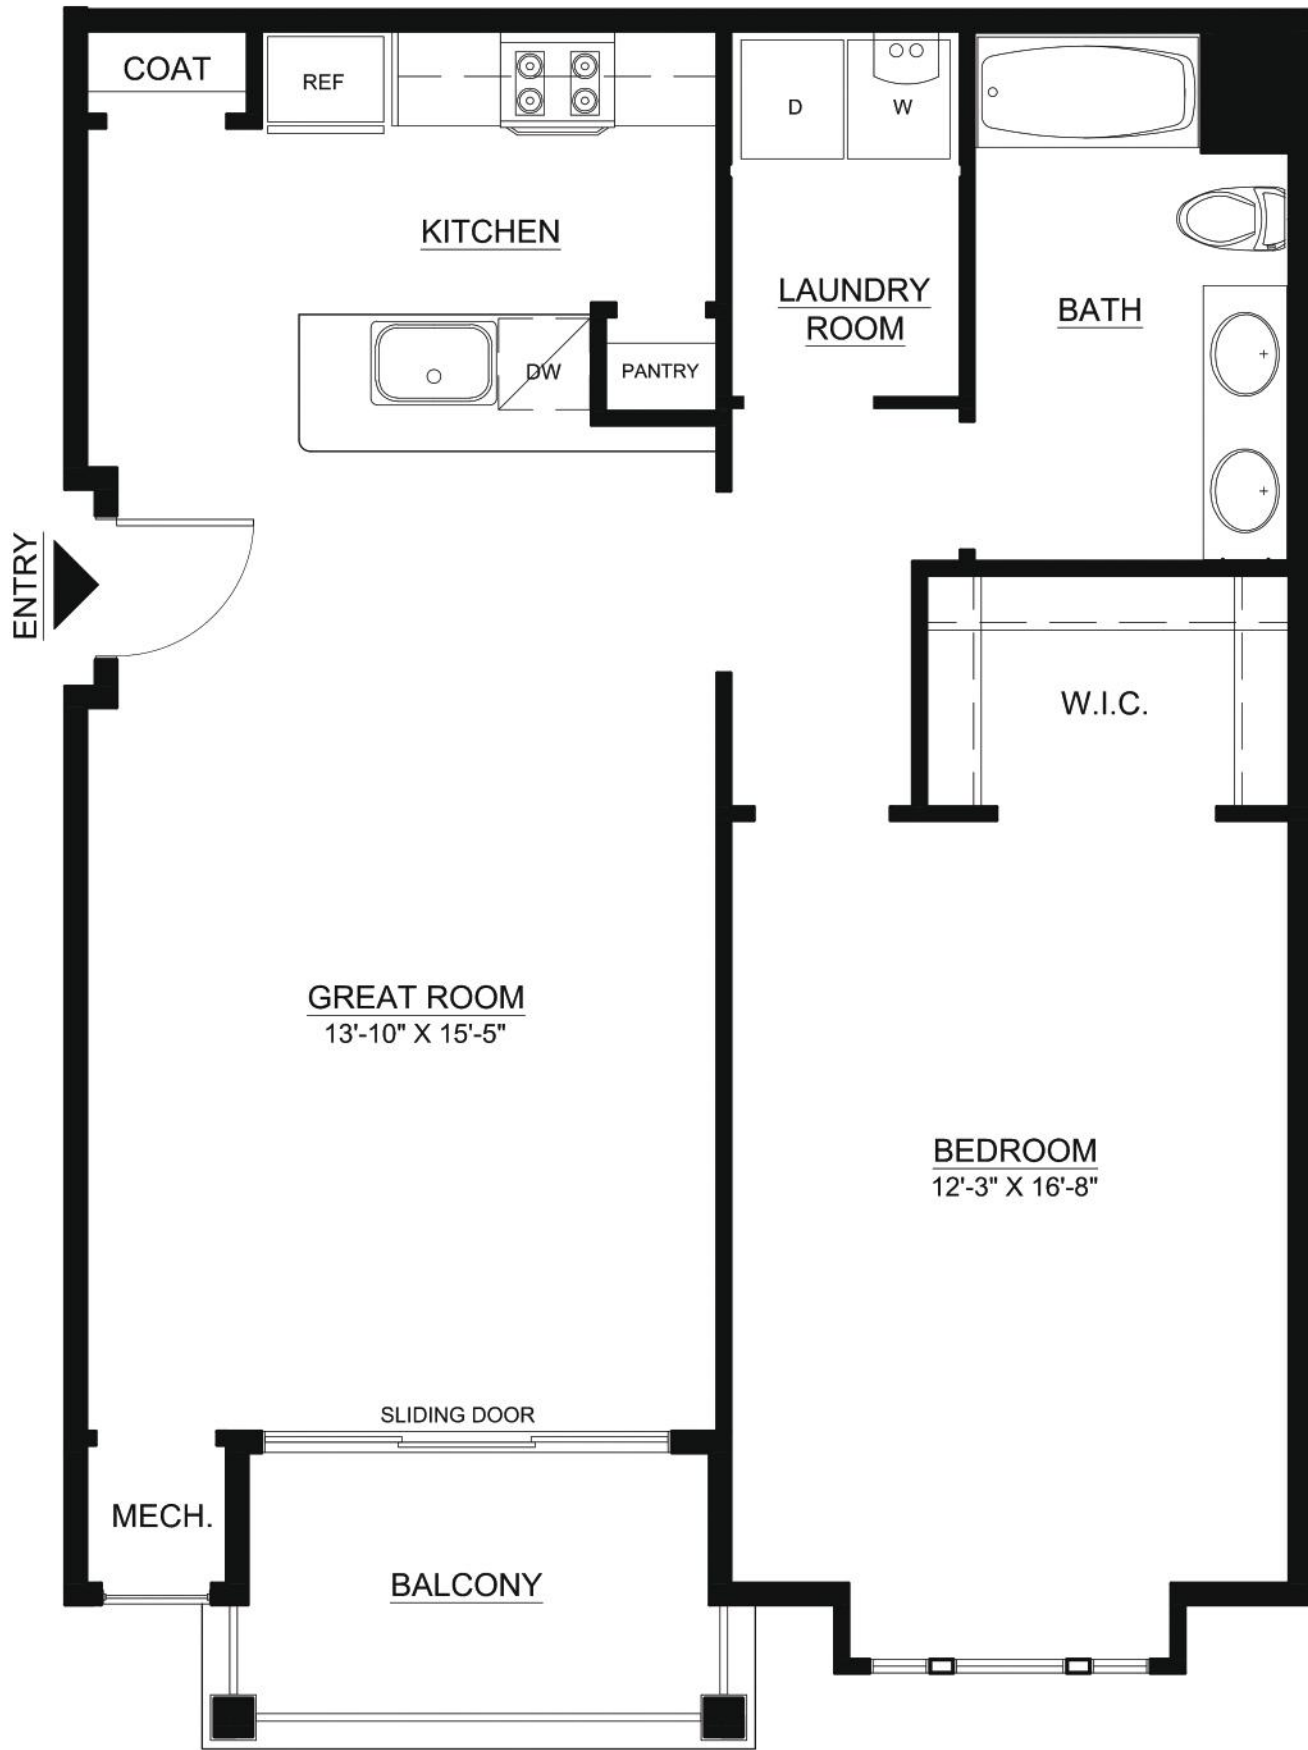 COAT
REF
D
W
KITCHEN
LAUNDRY
ROOM
BATH
DW
PANTRY
ENTRY
W.I.C.
GREAT ROOM
13'-10" X 15'-5"
BEDROOM
12'-3" X 16'-8"
SLIDING DOOR
MECH.
BALCONY